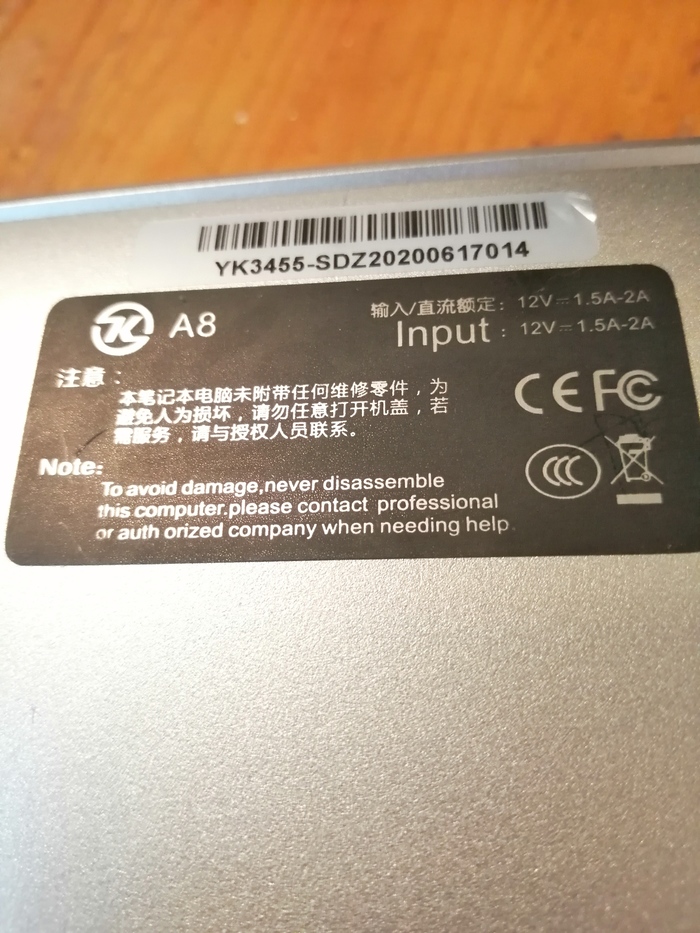 YK3455-SDZ20200617014
A8
输入/直流额定：12V⎓1.5A-2A
Input：12V⎓1.5A-2A
注意：
本笔记本电脑未附带任何维修零件，为
避免人为损坏，请勿任意打开机盖，若
需服务，请与授权人员联系。
CE FC
CCC
Note:
To avoid damage,never disassemble
this computer.please contact professional
or auth orized company when needing help.